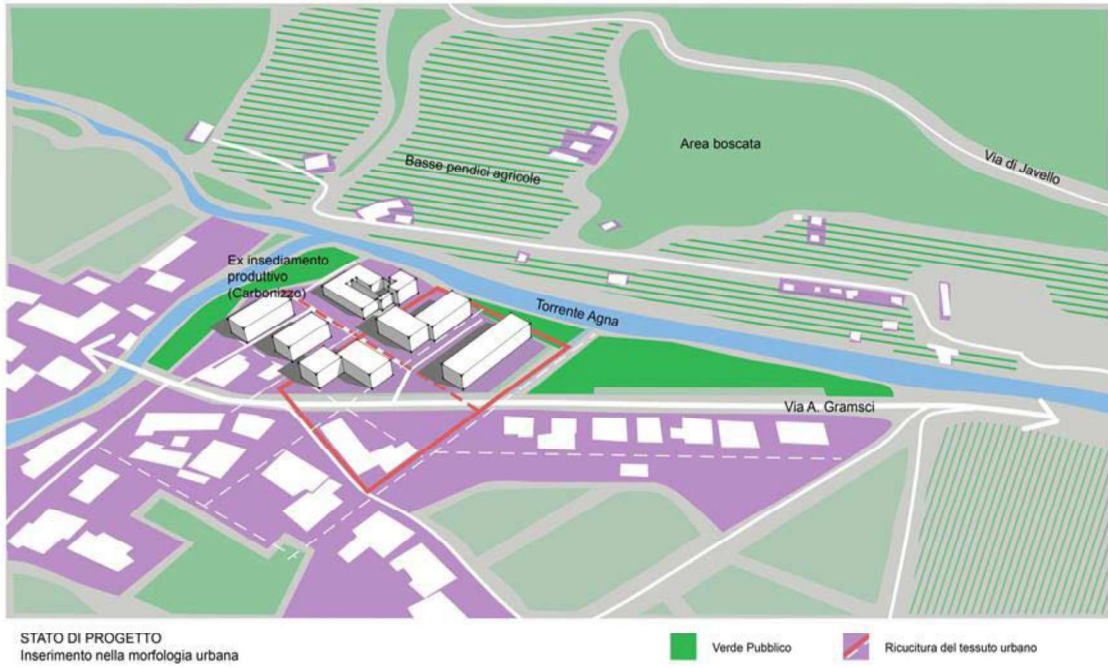 Area boscata
Via di Javello
Basse pendici agricole
Ex insediamento
produttivo
(Carbonizzo)
Torrente Agna
Via A. Gramsci
STATO DI PROGETTO
Inserimento nella morfologia urbana
Verde Pubblico
Ricucitura del tessuto urbano